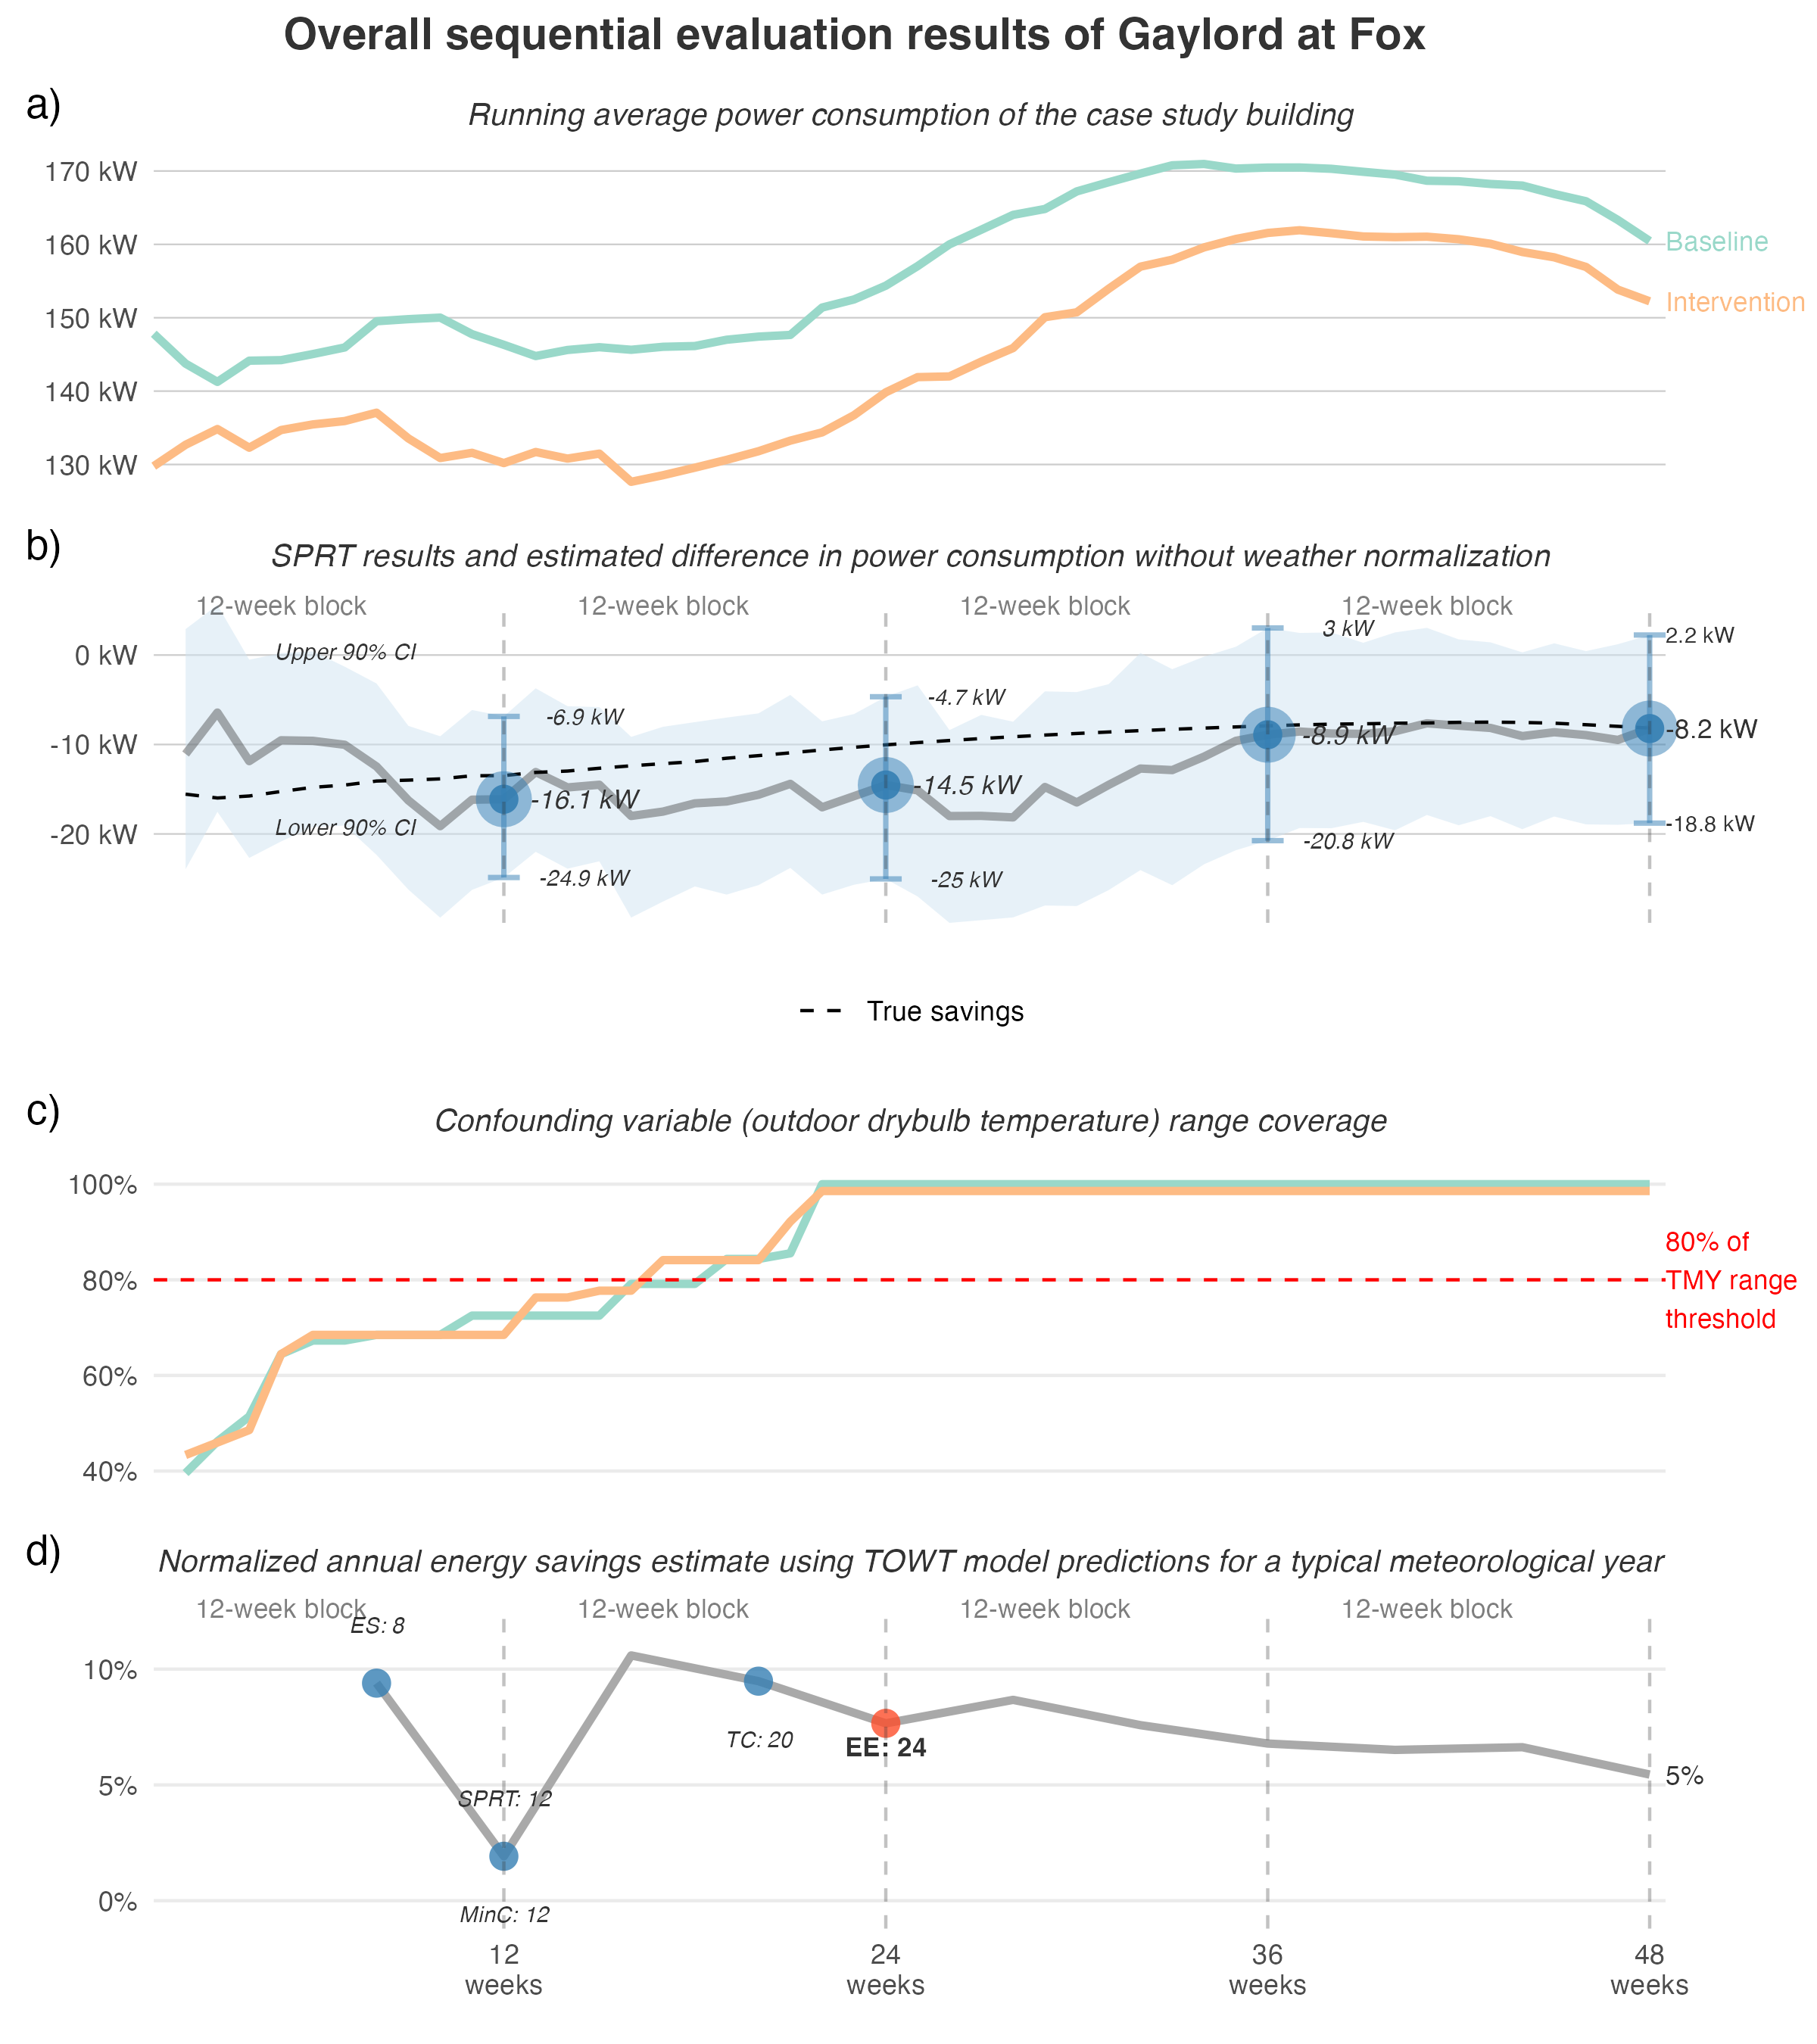 Overall sequential evaluation results of Gaylord at Fox
a)
Running average power consumption of the case study building
170 kW
160 kW
150 kW
140 kW
130 kW
Baseline
Intervention
b)
SPRT results and estimated difference in power consumption without weather normalization
12-week block 12-week block 12-week block 12-week block
0 kW
-10 kW
-20 kW
Upper 90% CI
Lower 90% CI
-6.9 kW
-16.1 kW
-24.9 kW
-4.7 kW
-14.5 kW
-25 kW
3 kW
-8.9 kW
-20.8 kW
2.2 kW
-8.2 kW
-18.8 kW
True savings
c)
Confounding variable (outdoor drybulb temperature) range coverage
100%
80%
60%
40%
80% of
TMY range
threshold
d)
Normalized annual energy savings estimate using TOWT model predictions for a typical meteorological year
12-week block 12-week block 12-week block 12-week block
10%
5%
0%
ES: 8
SPRT: 12
MinC: 12
TC: 20
EE: 24
5%
12
weeks
24
weeks
36
weeks
48
weeks